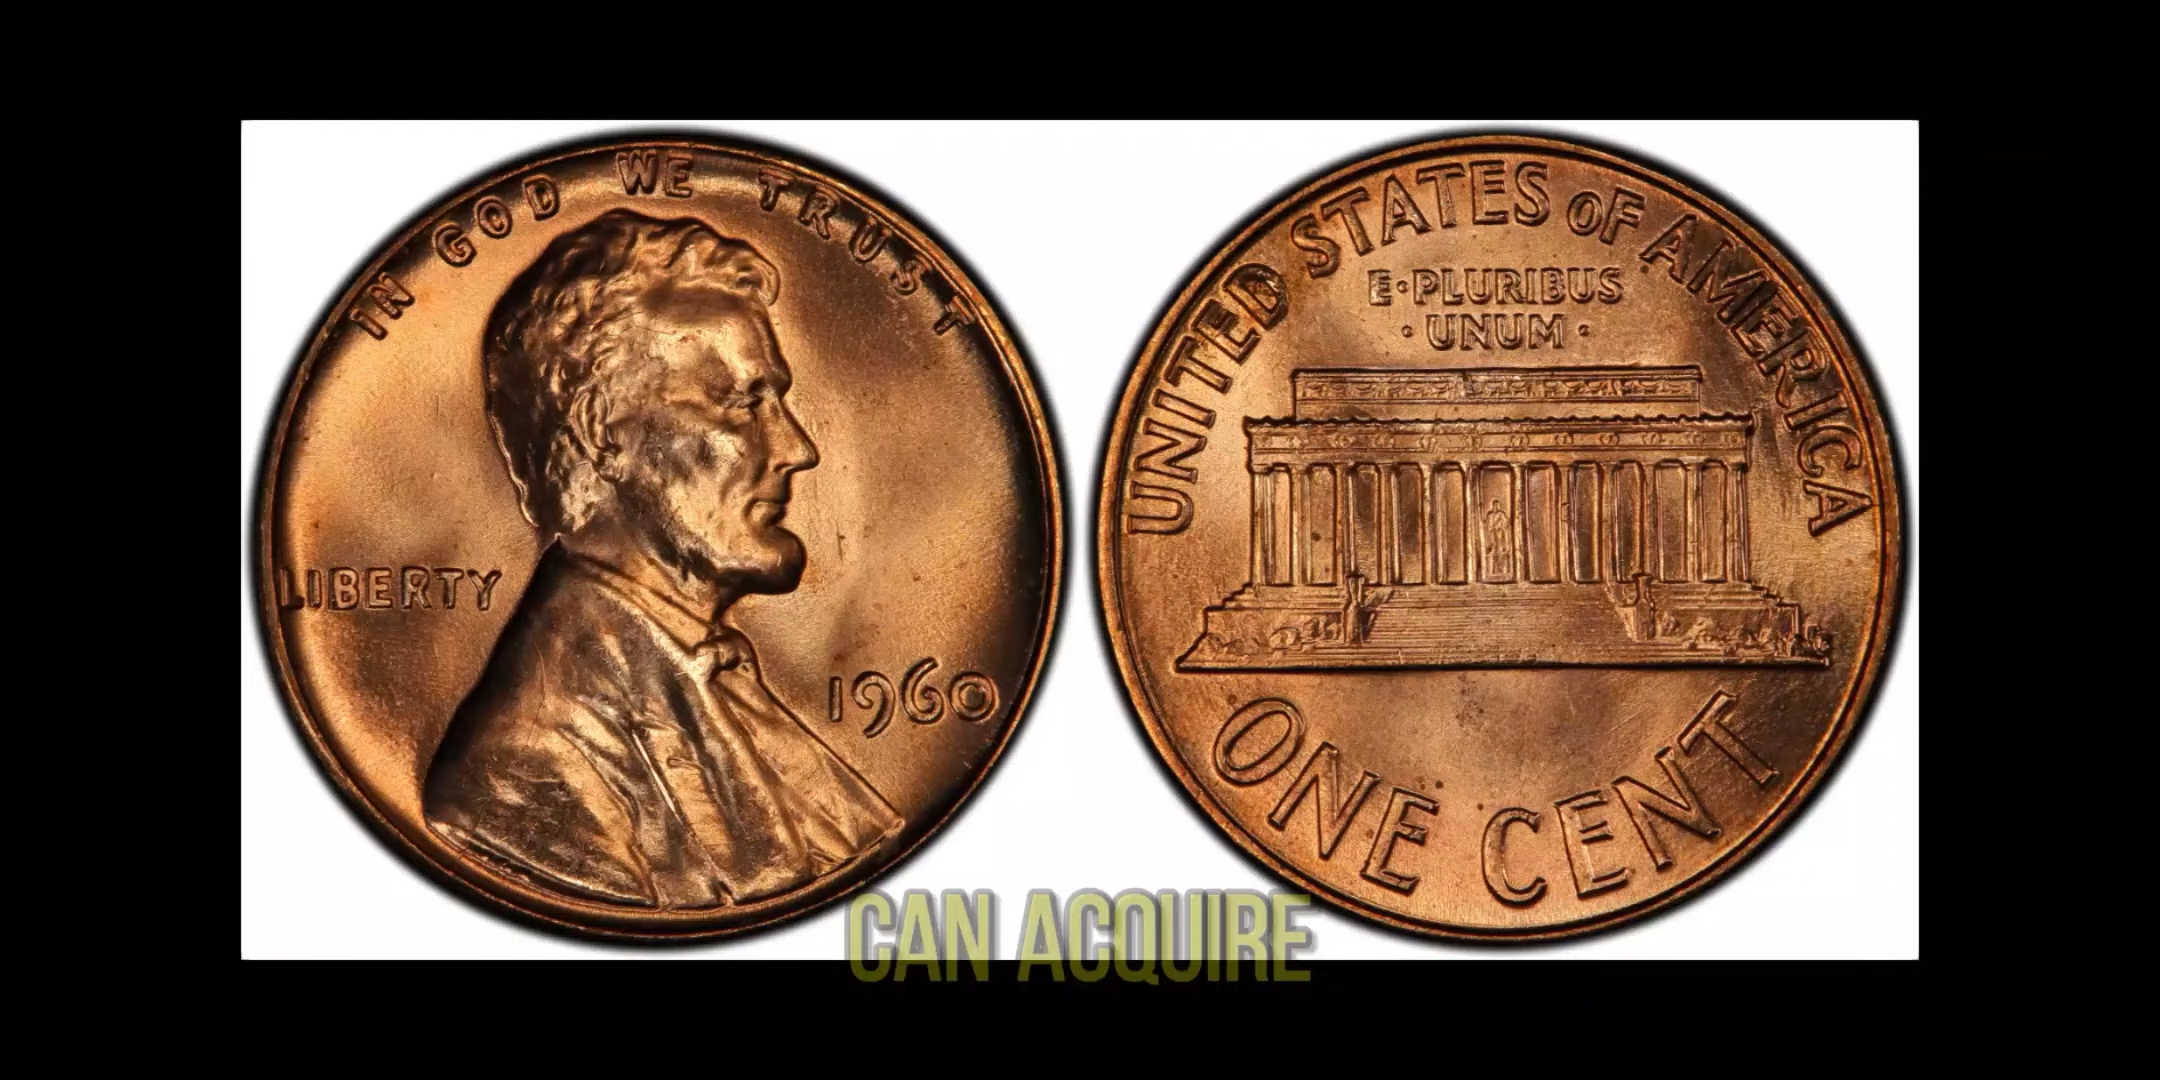 IN GOD WE TRUST
LIBERTY
1960
UNITED STATES OF AMERICA
E·PLURIBUS
·UNUM·
ONE CENT
CAN ACQUIRE